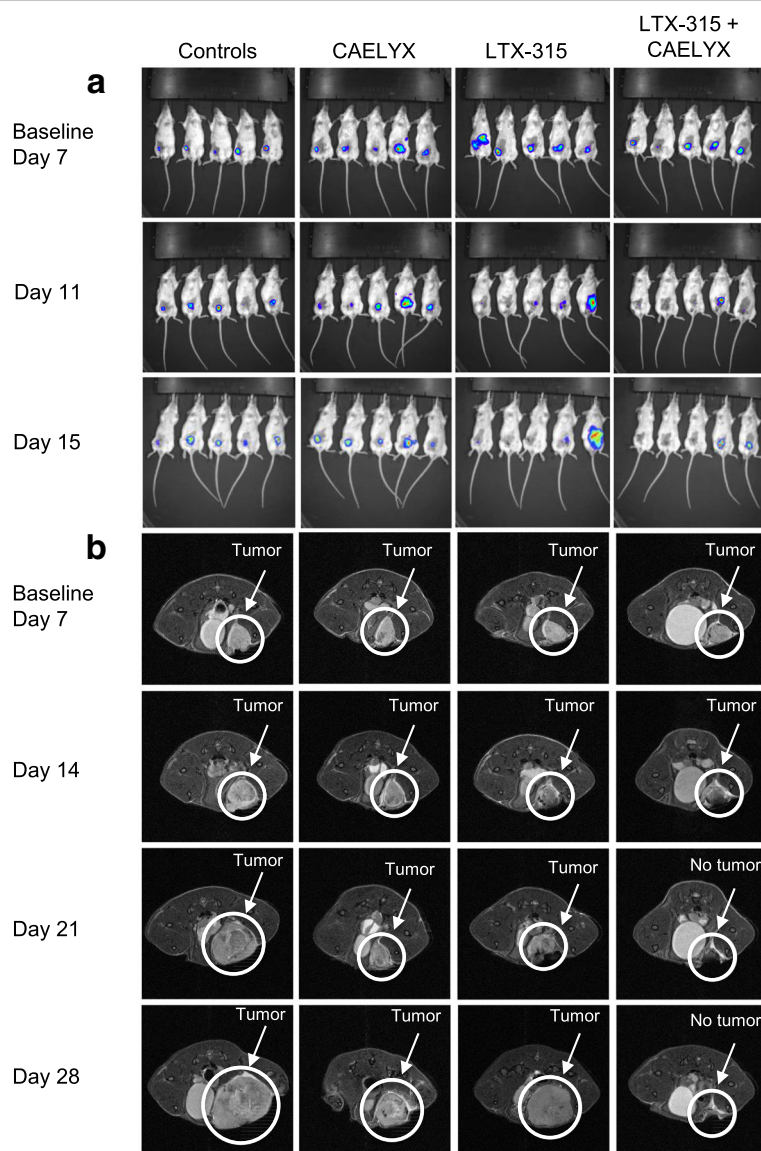 Controls
CAELYX
LTX-315
LTX-315 +
CAELYX
a
Baseline
Day 7
Day 11
Day 15
b
Baseline
Day 7
Tumor
Tumor
Tumor
Tumor
Day 14
Tumor
Tumor
Tumor
Tumor
Day 21
Tumor
Tumor
Tumor
No tumor
Day 28
Tumor
Tumor
Tumor
No tumor